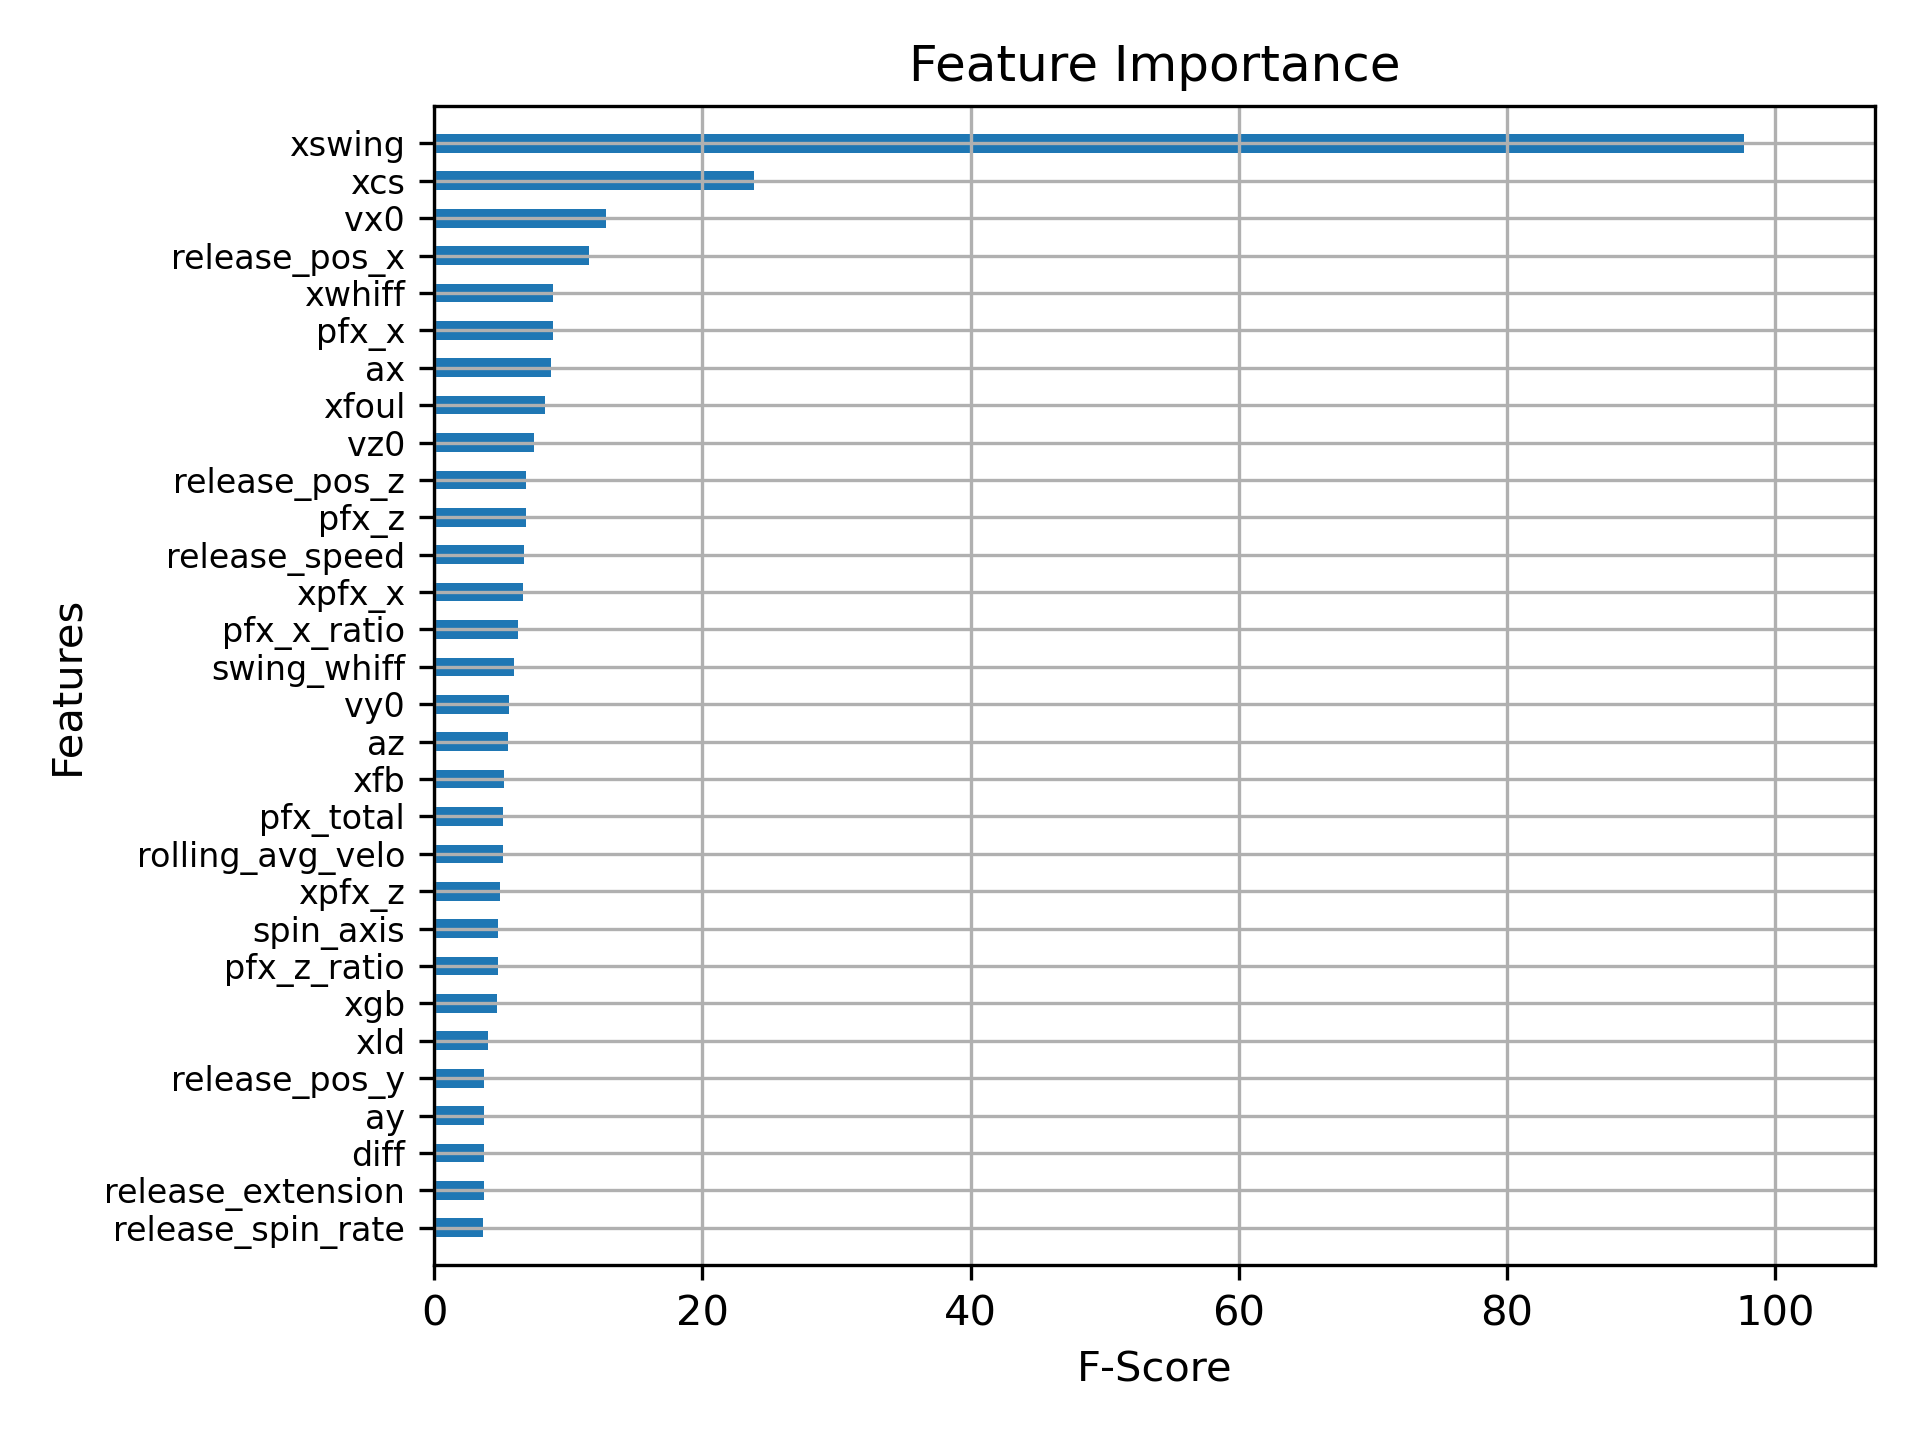 Feature Importance
xswing
xcs
vx0
release_pos_x
xwhiff
pfx_x
ax
xfoul
vz0
release_pos_z
pfx_z
release_speed
xpfx_x
pfx_x_ratio
swing_whiff
vy0
az
xfb
pfx_total
rolling_avg_velo
xpfx_z
spin_axis
pfx_z_ratio
xgb
xld
release_pos_y
ay
diff
release_extension
release_spin_rate
Features
0 20 40 60 80 100
F-Score